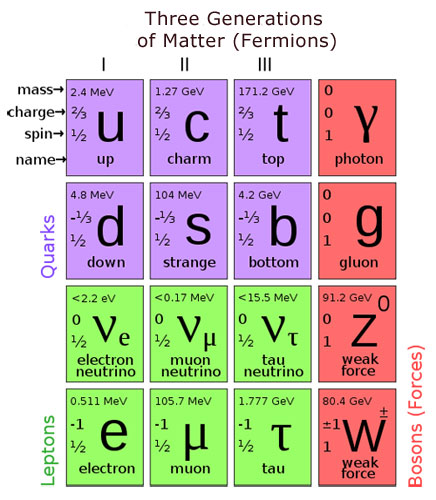 Three Generations
of Matter (Fermions)
I II III
mass→ 2.4 MeV 1.27 GeV 171.2 GeV 0
charge→ ⅔ ⅔ ⅔ 0
spin→ ½ ½ ½ 1
u c t γ
name→ up charm top photon
Quarks
4.8 MeV 104 MeV 4.2 GeV 0
-⅓ -⅓ -⅓ 0
½ ½ ½ 1
d s b g
down strange bottom gluon
<2.2 eV <0.17 MeV <15.5 MeV 91.2 GeV
0 0 0 0
½ ½ ½ 1
νe νμ ντ Z0
electron muon tau weak
neutrino neutrino neutrino force
Leptons
0.511 MeV 105.7 MeV 1.777 GeV 80.4 GeV
-1 -1 -1 ±1
½ ½ ½ 1
e μ τ W±
electron muon tau weak
force
Bosons (Forces)